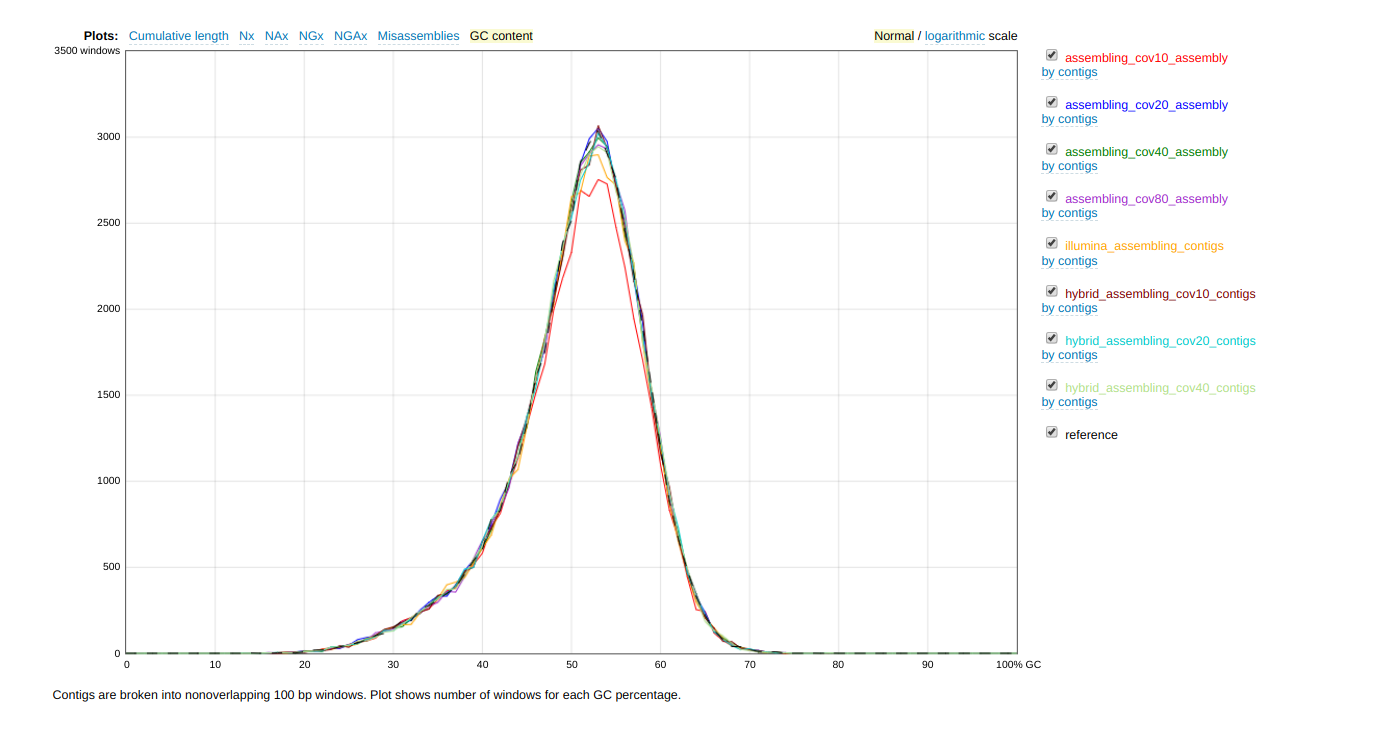 Plots: Cumulative length Nx NAx NGx NGAx Misassemblies GC content Normal / logarithmic scale
3500 windows
3000
2500
2000
1500
1000
500
0
0 10 20 30 40 50 60 70 80 90 100% GC
assembling_cov10_assembly
by contigs
assembling_cov20_assembly
by contigs
assembling_cov40_assembly
by contigs
assembling_cov80_assembly
by contigs
illumina_assembling_contigs
by contigs
hybrid_assembling_cov10_contigs
by contigs
hybrid_assembling_cov20_contigs
by contigs
hybrid_assembling_cov40_contigs
by contigs
reference
Contigs are broken into nonoverlapping 100 bp windows. Plot shows number of windows for each GC percentage.